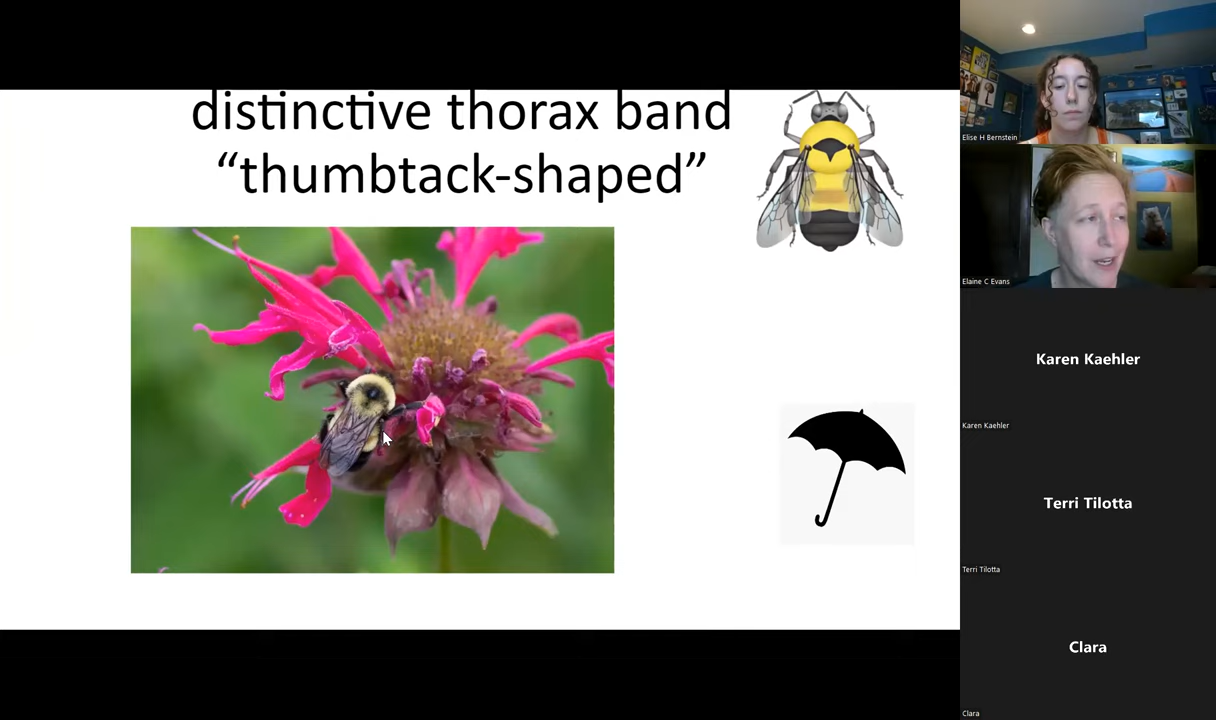 distinctive thorax band
“thumbtack-shaped”
Elise H Bernstein
Elaine C Evans
Karen Kaehler
Karen Kaehler
Terri Tilotta
Terri Tilotta
Clara
Clara